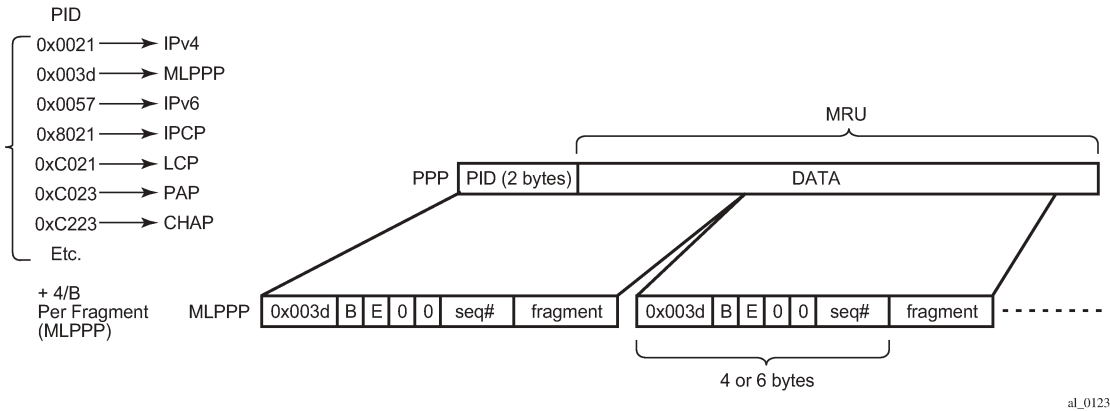 PID
0x0021 IPv4
0x003d MLPPP
0x0057 IPv6
0x8021 IPCP
0xC021 LCP
0xC023 PAP
0xC223 CHAP
Etc.
MRU
PPP PID (2 bytes) DATA
+ 4/B
Per Fragment
(MLPPP)
MLPPP 0x003d B E 0 0 seq# fragment 0x003d B E 0 0 seq# fragment
4 or 6 bytes
al_0123